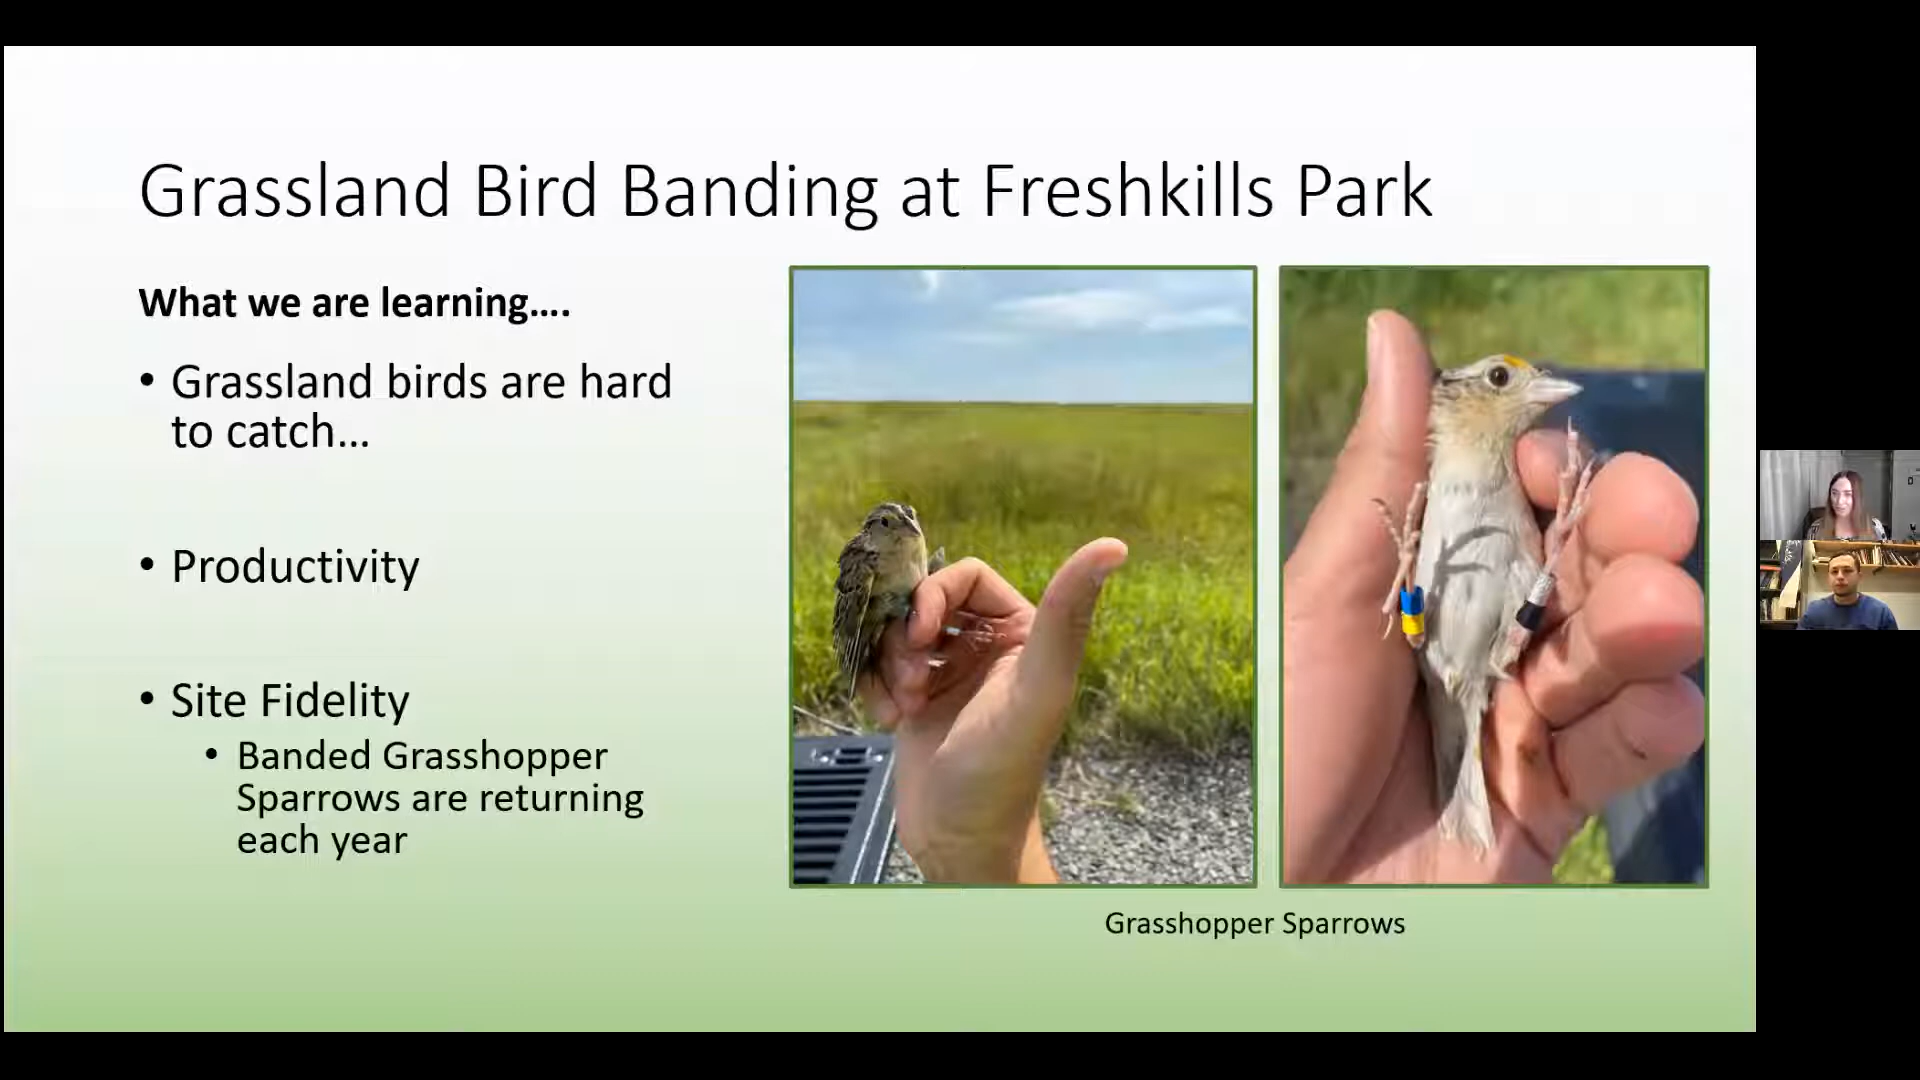 Grassland Bird Banding at Freshkills Park
What we are learning....
• Grassland birds are hard
to catch...
• Productivity
• Site Fidelity
• Banded Grasshopper
Sparrows are returning
each year
Grasshopper Sparrows